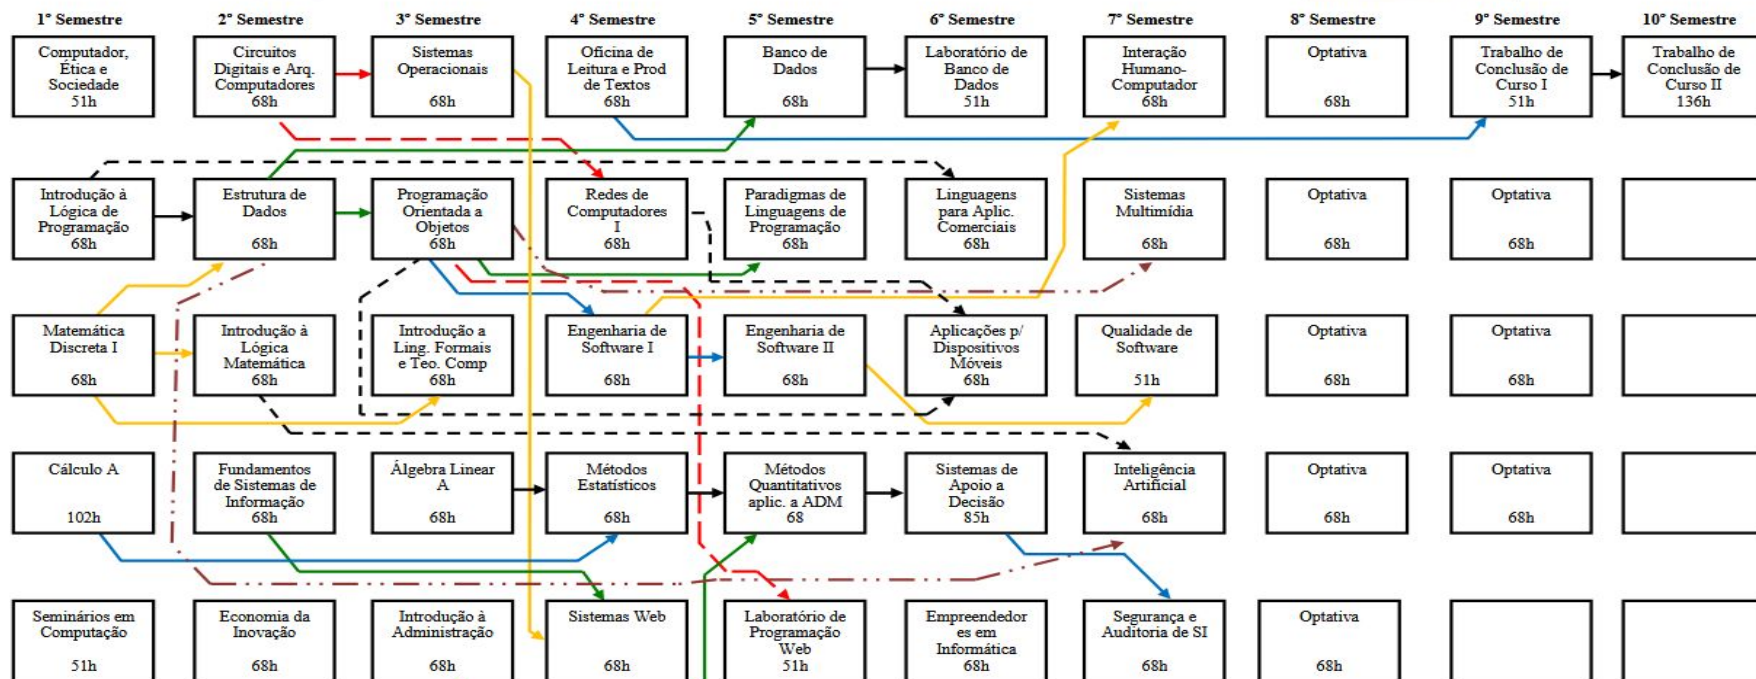 1º Semestre
2º Semestre
3º Semestre
4º Semestre
5º Semestre
6º Semestre
7º Semestre
8º Semestre
9º Semestre
10º Semestre
Computador,
Ética e
Sociedade
51h
Circuitos
Digitais e Arq.
Computadores
68h
Sistemas
Operacionais
68h
Oficina de
Leitura e Prod
de Textos
68h
Banco de
Dados
68h
Laboratório de
Banco de
Dados
51h
Interação
Humano-
Computador
68h
Optativa
68h
Trabalho de
Conclusão de
Curso I
51h
Trabalho de
Conclusão de
Curso II
136h
Introdução à
Lógica de
Programação
68h
Estrutura de
Dados
68h
Programação
Orientada a
Objetos
68h
Redes de
Computadores
I
68h
Paradigmas de
Linguagens de
Programação
68h
Linguagens
para Aplic.
Comerciais
68h
Sistemas
Multimídia
68h
Optativa
68h
Optativa
68h
Matemática
Discreta I
68h
Introdução à
Lógica
Matemática
68h
Introdução a
Ling. Formais
e Teo. Comp
68h
Engenharia de
Software I
68h
Engenharia de
Software II
68h
Aplicações p/
Dispositivos
Móveis
68h
Qualidade de
Software
51h
Optativa
68h
Optativa
68h
Cálculo A
102h
Fundamentos
de Sistemas de
Informação
68h
Álgebra Linear
A
68h
Métodos
Estatísticos
68h
Métodos
Quantitativos
aplic. a ADM
68
Sistemas de
Apoio a
Decisão
85h
Inteligência
Artificial
68h
Optativa
68h
Optativa
68h
Seminários em
Computação
51h
Economia da
Inovação
68h
Introdução à
Administração
68h
Sistemas Web
68h
Laboratório de
Programação
Web
51h
Empreendedor
es em
Informática
68h
Segurança e
Auditoria de SI
68h
Optativa
68h